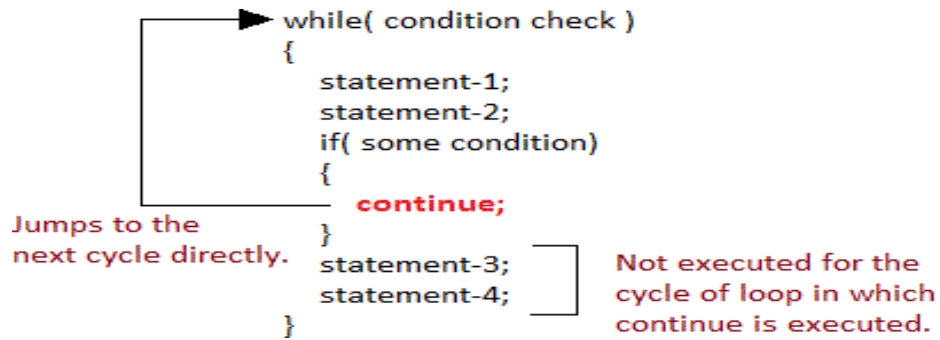 while( condition check )
{
statement-1;
statement-2;
if( some condition)
{
continue;
}
statement-3;
statement-4;
}
Jumps to the
next cycle directly.
Not executed for the
cycle of loop in which
continue is executed.